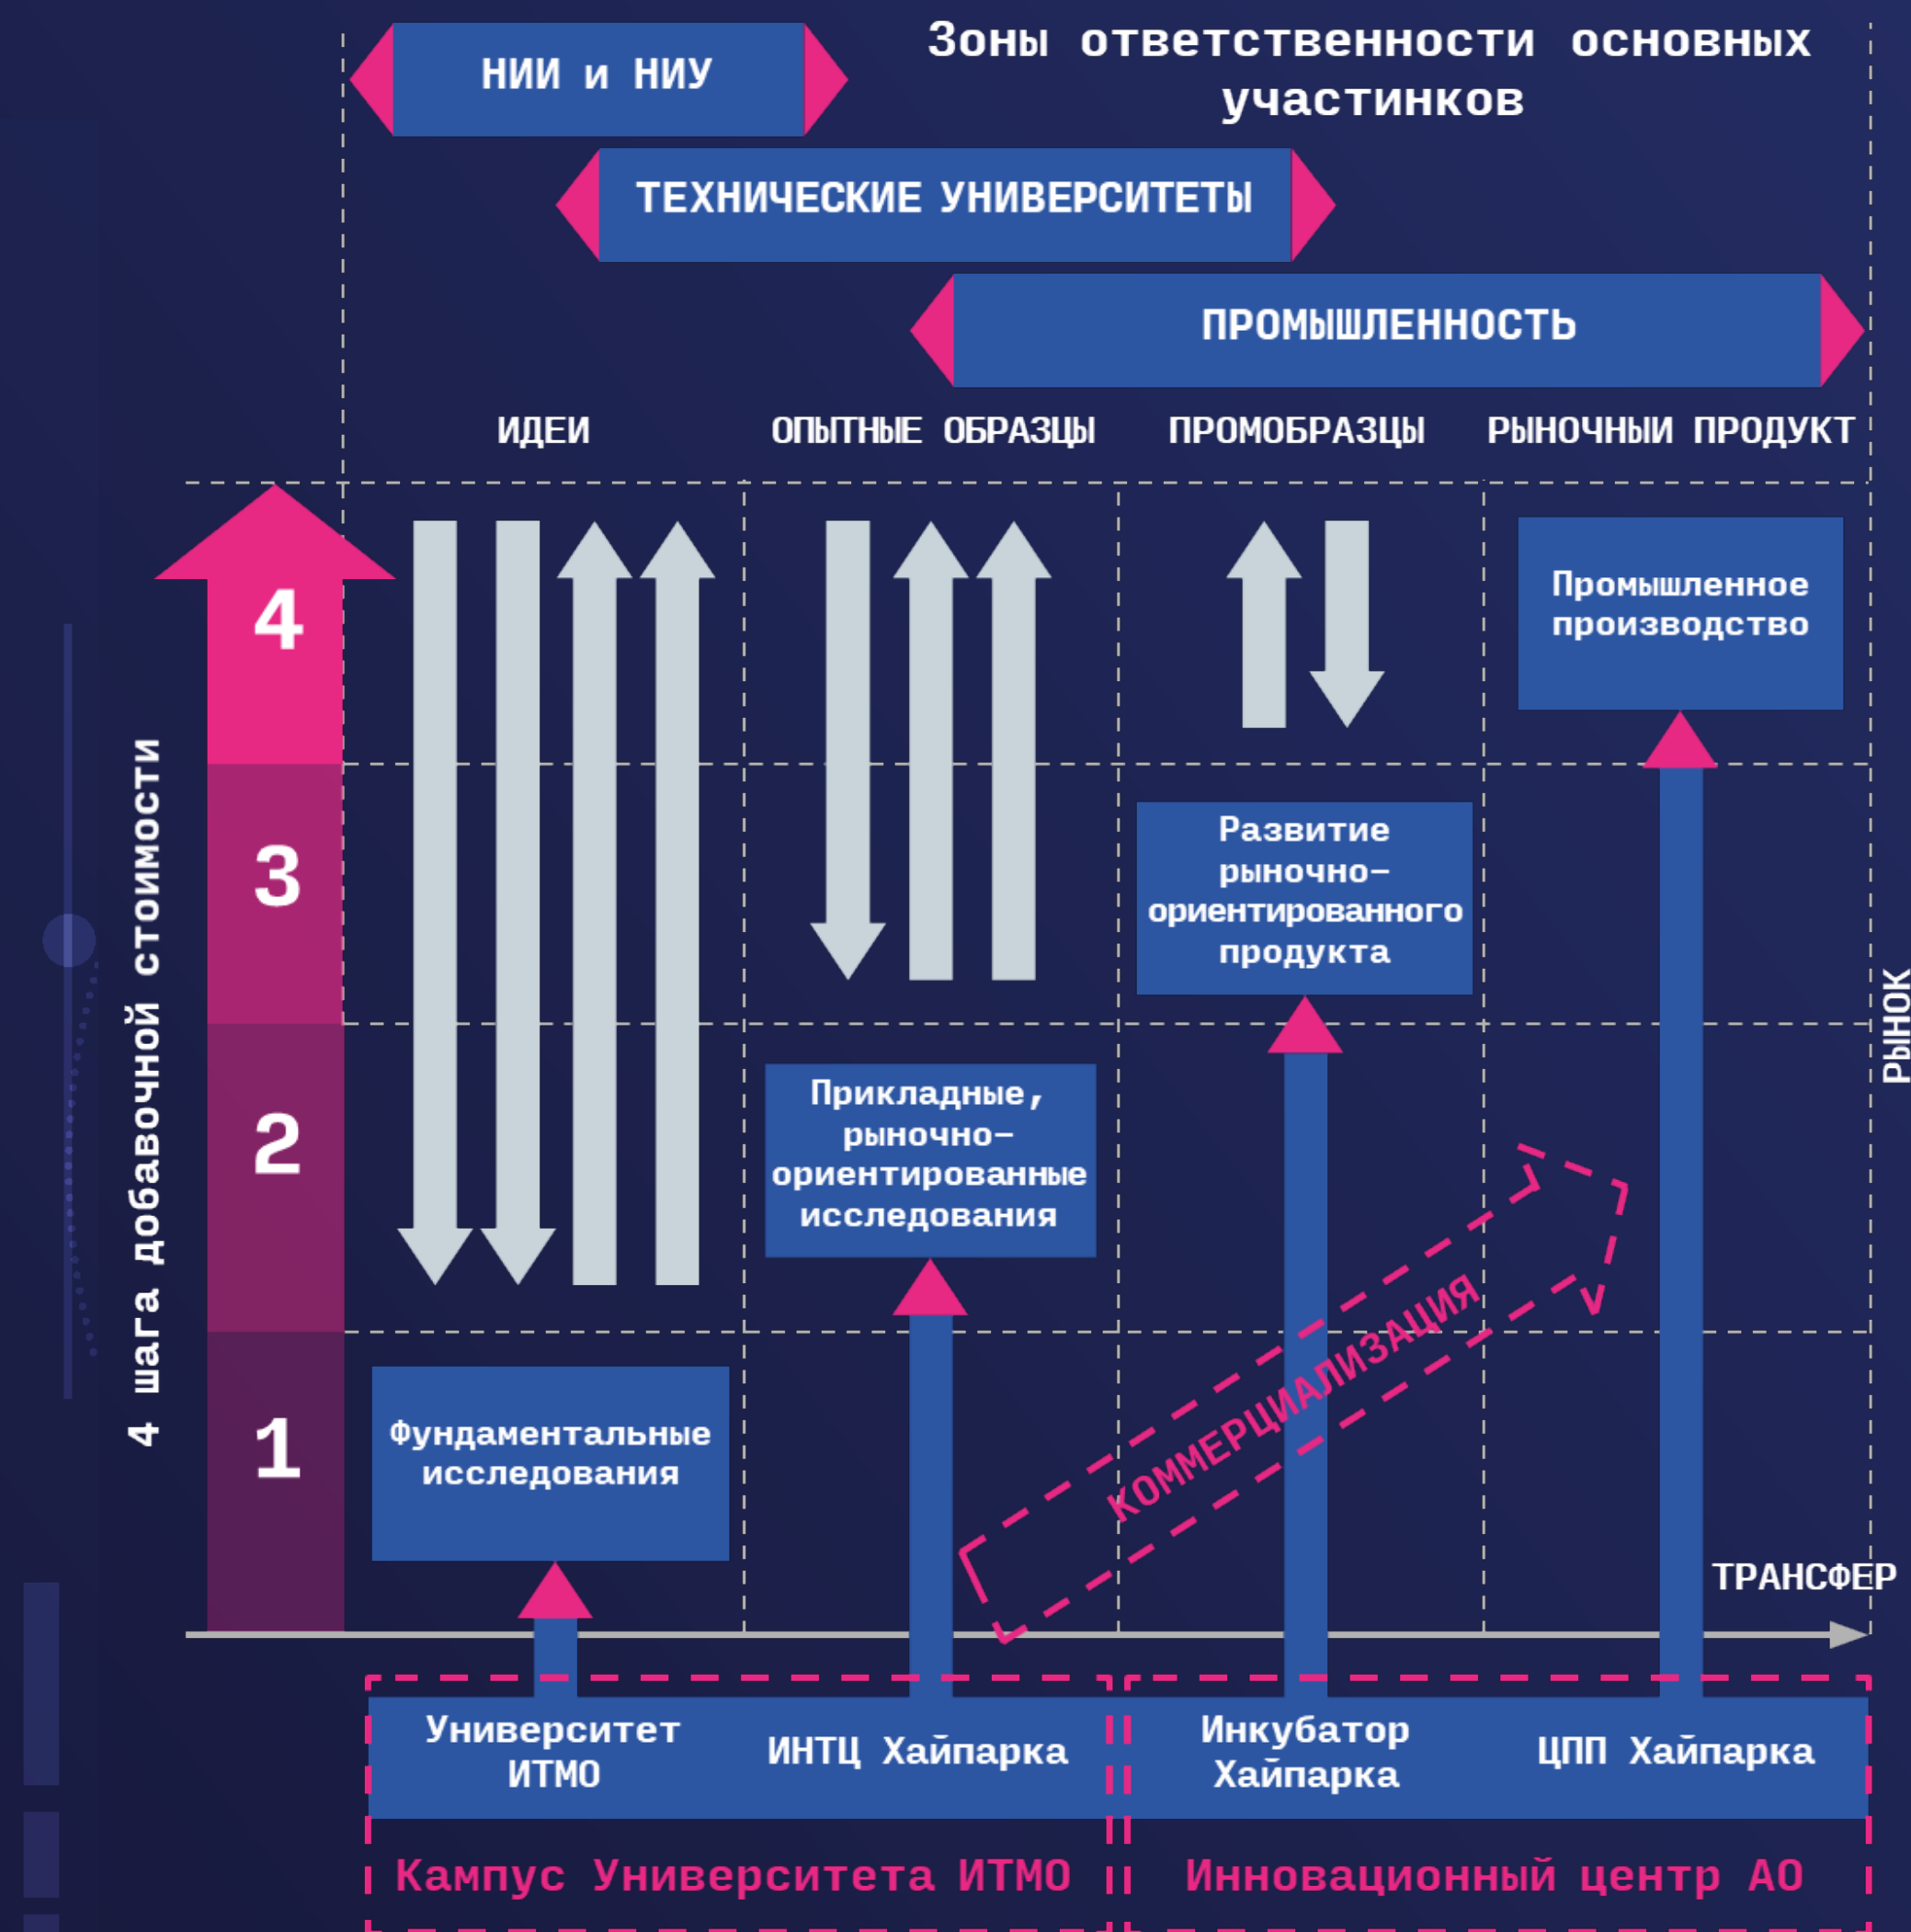 НИИ и НИУ
Зоны ответственности основных
участинков
ТЕХНИЧЕСКИЕ УНИВЕРСИТЕТЫ
ПРОМЫШЛЕННОСТЬ
ИДЕИ
ОПЫТНЫЕ ОБРАЗЦЫ
ПРОМОБРАЗЦЫ
РЫНОЧНЫЙ ПРОДУКТ
4 шага добавочной стоимости
4
3
2
1
Промышленное
производство
Развитие
рыночно-
ориентированного
продукта
Прикладные,
рыночно-
ориентированные
исследования
Фундаментальные
исследования
КОММЕРЦИАЛИЗАЦИЯ
РЫНОК
ТРАНСФЕР
Университет
ИТМО
ИНТЦ Хайпарка
Инкубатор
Хайпарка
ЦПП Хайпарка
Кампус Университета ИТМО
Инновационный центр АО